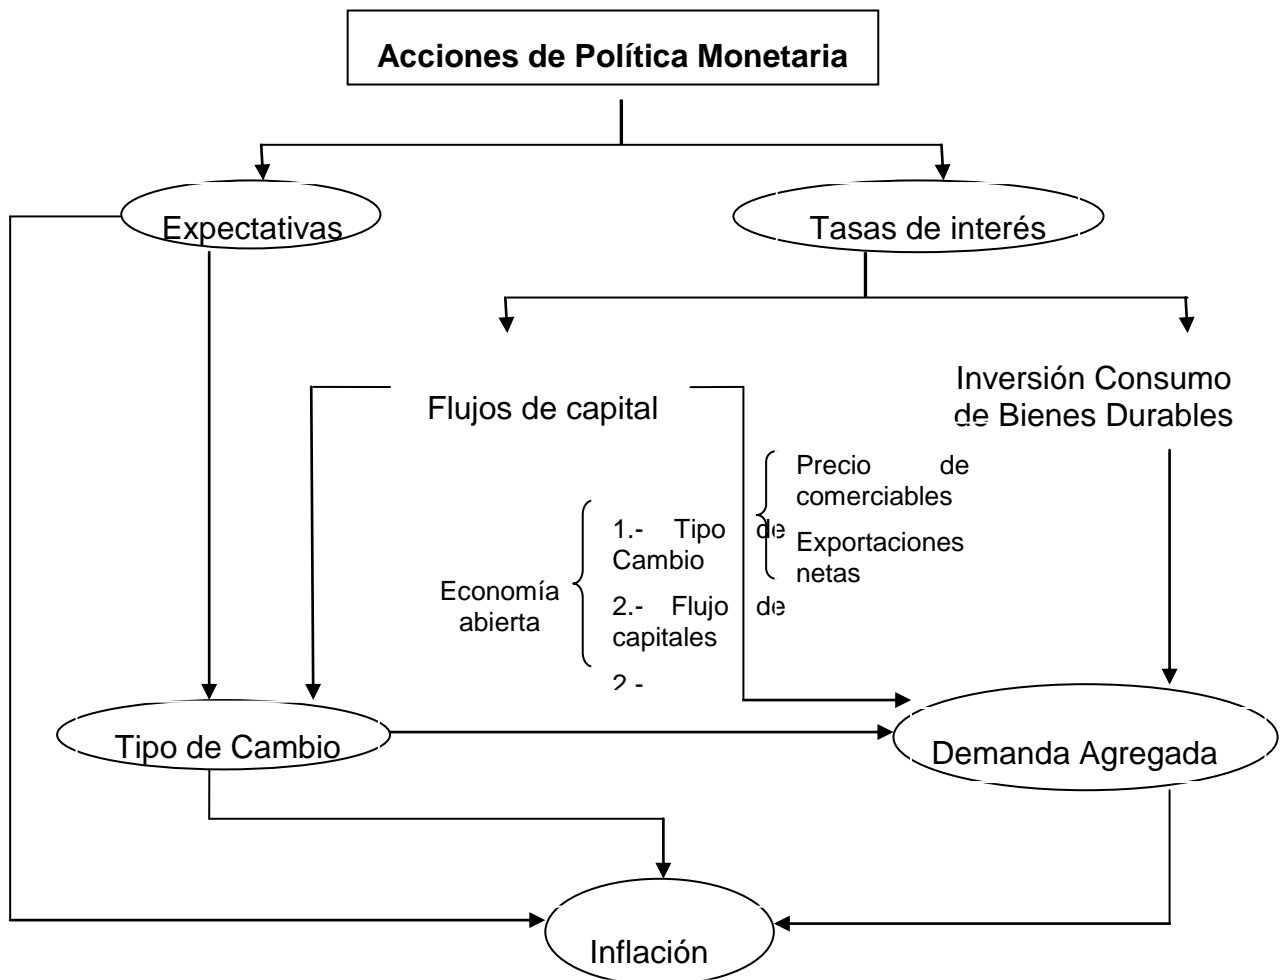 Acciones de Política Monetaria
Expectativas
Tasas de interés
Flujos de capital
Inversión Consumo
de Bienes Durables
Economía
abierta
1.- Tipo de
Cambio
2.- Flujo de
capitales
2.-
Precio de
comerciables
Exportaciones
netas
Tipo de Cambio
Demanda Agregada
Inflación